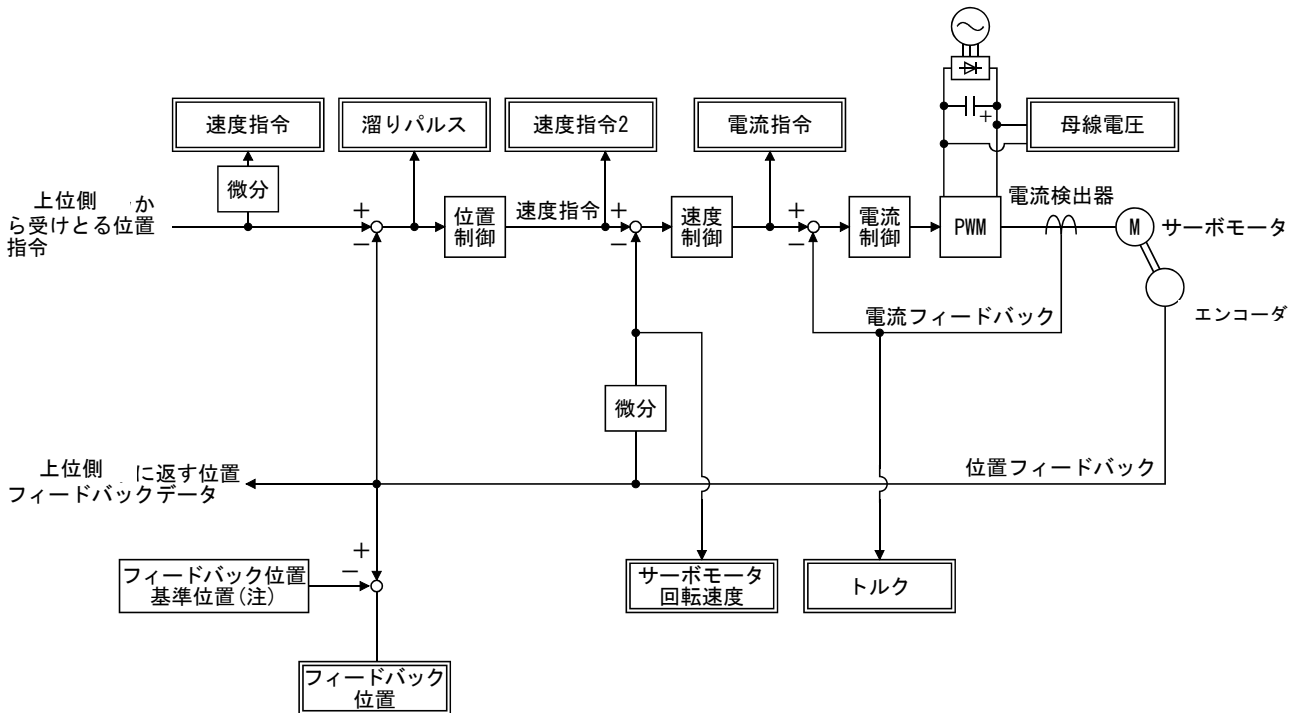 速度指令
溜りパルス
速度指令2
電流指令
母線電圧
+
微分
上位側 か
ら受けとる位置
指令
+
−
位置
制御
速度指令
+
−
速度
制御
+
−
電流
制御
PWM
電流検出器
M
サーボモータ
エンコーダ
電流フィードバック
微分
上位側 に返す位置
フィードバックデータ
位置フィードバック
+
−
フィードバック位置
基準位置(注)
サーボモータ
回転速度
トルク
フィードバック
位置